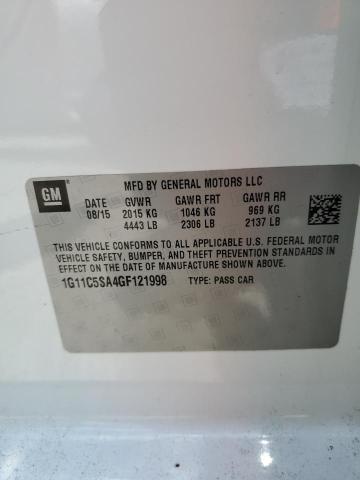 GM
MFD BY GENERAL MOTORS LLC
DATE GVWR GAWR FRT GAWR RR
08/15 2015 KG 1046 KG 969 KG
4443 LB 2306 LB 2137 LB
THIS VEHICLE CONFORMS TO ALL APPLICABLE U.S. FEDERAL MOTOR
VEHICLE SAFETY, BUMPER, AND THEFT PREVENTION STANDARDS IN
EFFECT ON THE DATE OF MANUFACTURE SHOWN ABOVE.
1G11C5SA4GF121998 TYPE: PASS CAR